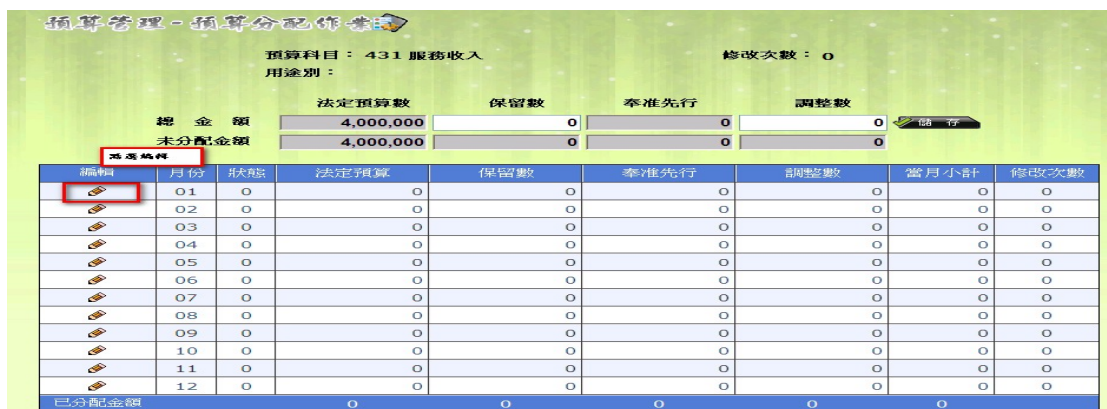 預算管理-預算分配作業
預算科目：431 服務收入 修改次數：0
用途別：
法定預算數 保留數 奉准先行 調整數
總金額 4,000,000 0 0 0 儲存
未分配金額 4,000,000 0 0 0
點選編輯
編輯 月份 狀態 法定預算 保留數 奉准先行 調整數 當月小計 修改次數
01 0 0 0 0 0 0 0
02 0 0 0 0 0 0 0
03 0 0 0 0 0 0 0
04 0 0 0 0 0 0 0
05 0 0 0 0 0 0 0
06 0 0 0 0 0 0 0
07 0 0 0 0 0 0 0
08 0 0 0 0 0 0 0
09 0 0 0 0 0 0 0
10 0 0 0 0 0 0 0
11 0 0 0 0 0 0 0
12 0 0 0 0 0 0 0
已分配金額 0 0 0 0 0